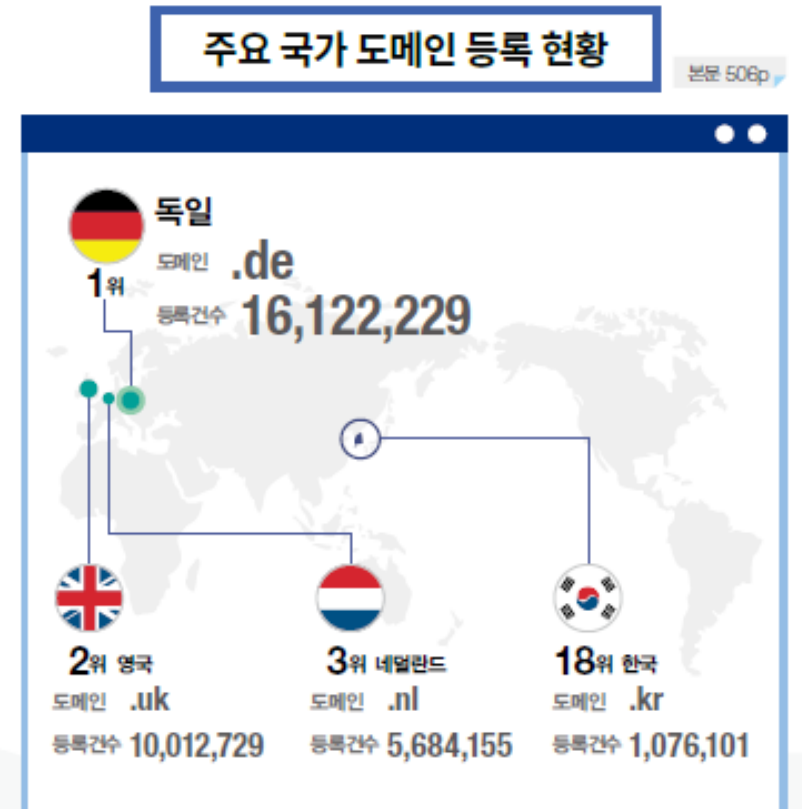 주요 국가 도메인 등록 현황
본문 506p
독일
1위
도메인 .de
등록건수 16,122,229
2위 영국
도메인 .uk
등록건수 10,012,729
3위 네덜란드
도메인 .nl
등록건수 5,684,155
18위 한국
도메인 .kr
등록건수 1,076,101